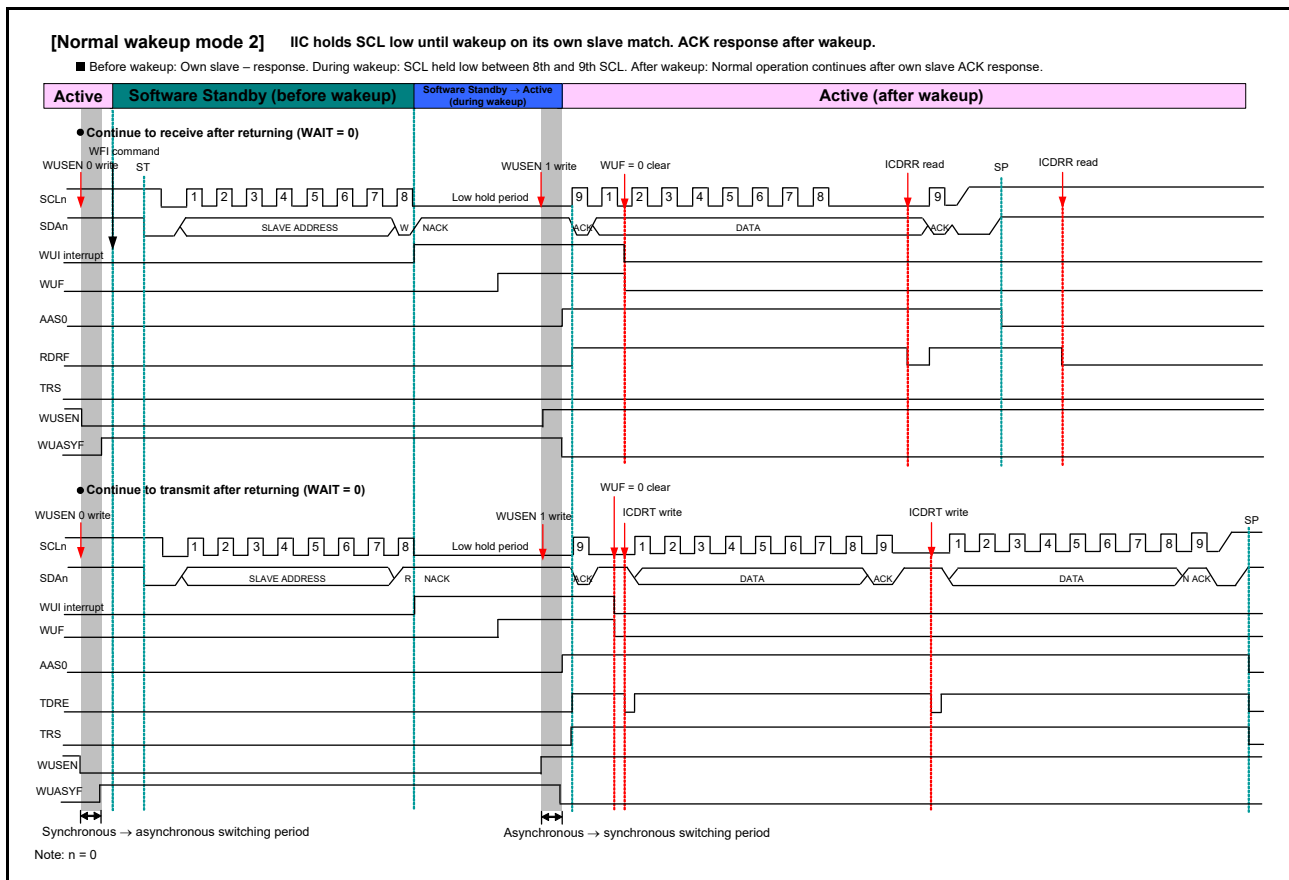 [Normal wakeup mode 2] IIC holds SCL low until wakeup on its own slave match. ACK response after wakeup.
■ Before wakeup: Own slave – response. During wakeup: SCL held low between 8th and 9th SCL. After wakeup: Normal operation continues after own slave ACK response.
Active
Software Standby (before wakeup)
Software Standby → Active
(during wakeup)
Active (after wakeup)
● Continue to receive after returning (WAIT = 0)
WFI command
WUSEN 0 write
ST
WUSEN 1 write
WUF = 0 clear
ICDRR read
SP
ICDRR read
SCLn
1 2 3 4 5 6 7 8
Low hold period
9 1 2 3 4 5 6 7 8 9
SDAn
SLAVE ADDRESS
W
NACK
ACK
DATA
ACK
WUI interrupt
WUF
AAS0
RDRF
TRS
WUSEN
WUASYF
● Continue to transmit after returning (WAIT = 0)
WUF = 0 clear
WUSEN 0 write
WUSEN 1 write
ICDRT write
ICDRT write
SP
SCLn
1 2 3 4 5 6 7 8
Low hold period
9 1 2 3 4 5 6 7 8 9 1 2 3 4 5 6 7 8 9
SDAn
SLAVE ADDRESS
R
NACK
ACK
DATA
ACK
DATA
N ACK
WUI interrupt
WUF
AAS0
TDRE
TRS
WUSEN
WUASYF
Synchronous → asynchronous switching period
Asynchronous → synchronous switching period
Note: n = 0